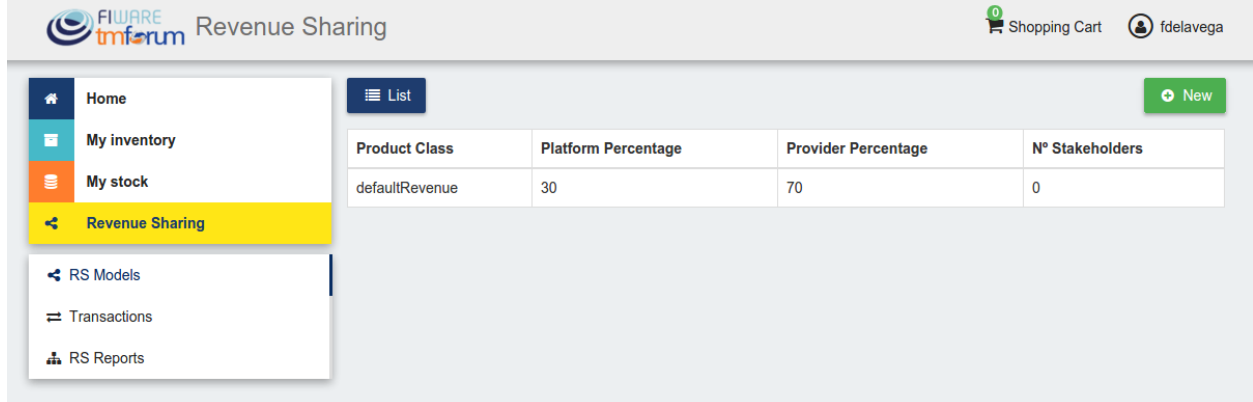 FIWARE
tmforum
Revenue Sharing
0
Shopping Cart
fdelavega
Home
My inventory
My stock
Revenue Sharing
RS Models
Transactions
RS Reports
List
New
Product Class Platform Percentage Provider Percentage Nº Stakeholders
defaultRevenue 30 70 0